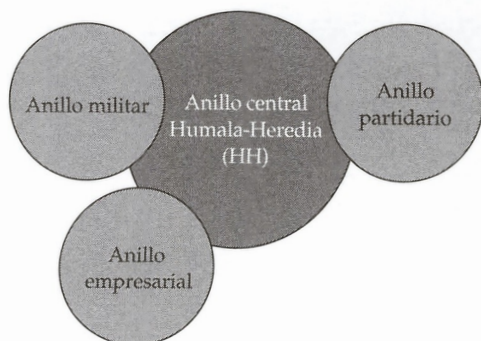 Anillo militar
Anillo central
Humala-Heredia
(HH)
Anillo
partidario
Anillo
empresarial